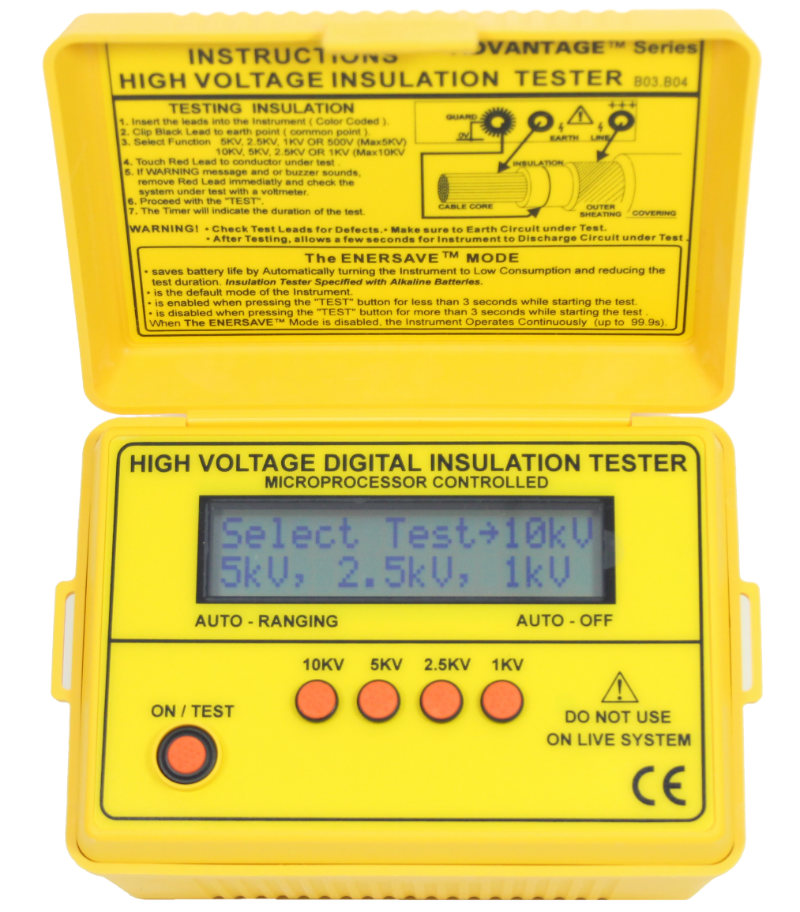 INSTRUCTIONS ADVANTAGE™ Series
HIGH VOLTAGE INSULATION TESTER B03.B04
TESTING INSULATION
1. Insert the leads into the Instrument ( Color Coded ).
2. Clip Black Lead to earth point ( common point ).
3. Select Function 5KV, 2.5KV, 1KV OR 500V (Max5KV)
10KV, 5KV, 2.5KV OR 1KV (Max10KV
4. Touch Red Lead to conductor under test .
5. If WARNING message and or buzzer sounds,
remove Red Lead immediatly and check the
system under test with a voltmeter.
6. Proceed with the "TEST".
7. The Timer will indicate the duration of the test.
GUARD
0V
+++
EARTH
LINE
INSULATION
CABLE CORE
OUTER
SHEATING
COVERING
WARNING! • Check Test Leads for Defects. • Make sure to Earth Circuit under Test.
• After Testing, allows a few seconds for Instrument to Discharge Circuit under Test .
The ENERSAVE™ MODE
• saves battery life by Automatically turning the Instrument to Low Consumption and reducing the
test duration. Insulation Tester Specified with Alkaline Batteries.
• is the default mode of the Instrument.
• is enabled when pressing the "TEST" button for less than 3 seconds while starting the test.
• is disabled when pressing the "TEST" button for more than 3 seconds while starting the test .
When The ENERSAVE™ Mode is disabled, the Instrument Operates Continuously (up to 99.9s).
HIGH VOLTAGE DIGITAL INSULATION TESTER
MICROPROCESSOR CONTROLLED
Select Test→10kV
5kV, 2.5kV, 1kV
AUTO - RANGING AUTO - OFF
10KV 5KV 2.5KV 1KV
ON / TEST
DO NOT USE
ON LIVE SYSTEM
CE